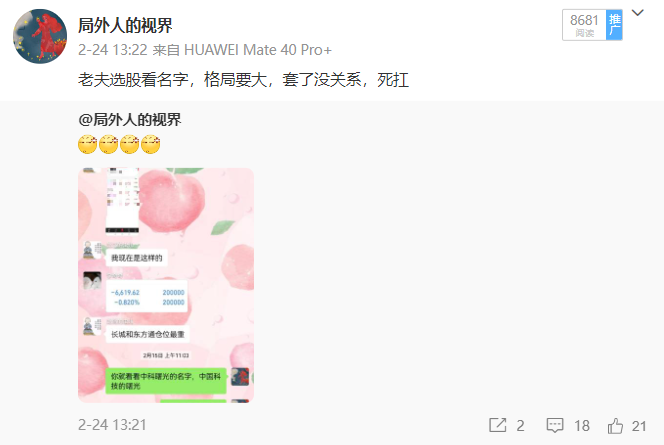 局外人的视界
2-24 13:22 来自 HUAWEI Mate 40 Pro+
8681
阅读
推广
老夫选股看名字，格局要大，套了没关系，死扛
@局外人的视界
我现在是这样的
-6,619.62 200000
-0.820% 200000
长城和东方通仓位最重
2月15日 上午11:03
你就看看中科曙光的名字，中国科
技的曙光
2-24 13:21
2 18 21